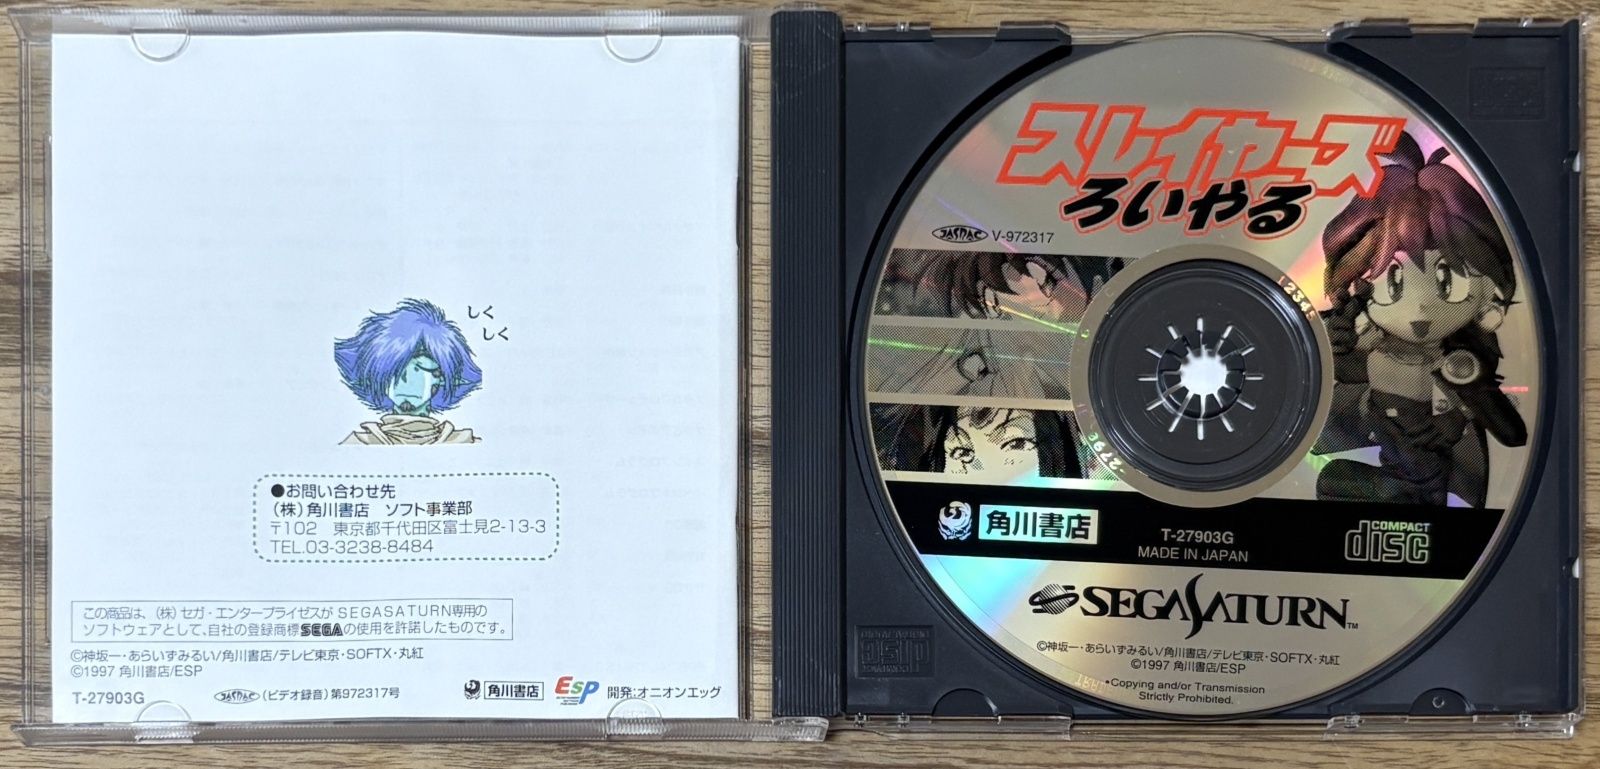 しく
しく
●お問い合わせ先
(株)角川書店 ソフト事業部
〒102 東京都千代田区富士見2-13-3
TEL.03-3238-8484
この商品は、(株)セガ・エンタープライゼスがSEGASATURN専用の
ソフトウェアとして、自社の登録商標SEGAの使用を許諾したものです。
©神坂一・あらいずみるい/角川書店/テレビ東京・SOFTX・丸紅
©1997 角川書店/ESP
T-27903G JASRAC(ビデオ録音)第972317号 角川書店 ESP 開発:オニオンエッグ
スレイヤーズ
ろいやる
JASRAC V-972317
角川書店
T-27903G
MADE IN JAPAN
COMPACT
disc
SEGA SATURN™
©神坂一・あらいずみるい/角川書店/テレビ東京・SOFTX・丸紅
©1997 角川書店/ESP
•Copying and/or Transmission
Strictly Prohibited.